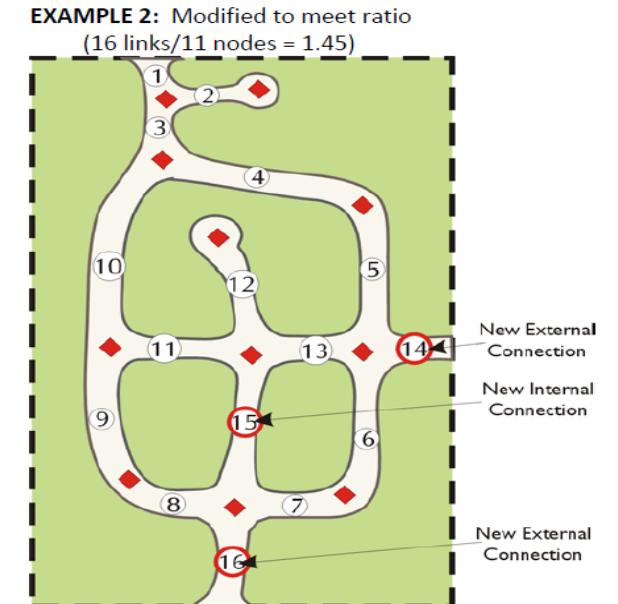 EXAMPLE 2: Modified to meet ratio
(16 links/11 nodes = 1.45)
1
2
3
4
5
10
12
11
13
14
New External
Connection
New Internal
Connection
9
15
6
8
7
16
New External
Connection